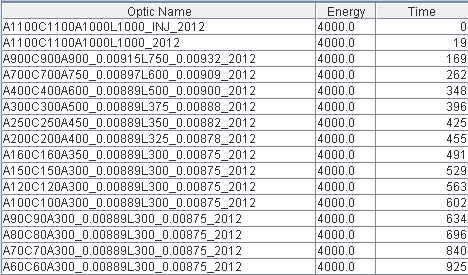 Optic Name Energy Time
A1100C1100A1000L1000_INJ_2012 4000.0 0
A1100C1100A1000L1000_2012 4000.0 19
A900C900A900_0.00915L750_0.00932_2012 4000.0 169
A700C700A750_0.00897L600_0.00909_2012 4000.0 262
A400C400A600_0.00889L500_0.00900_2012 4000.0 348
A300C300A500_0.00889L375_0.00888_2012 4000.0 396
A250C250A450_0.00889L350_0.00882_2012 4000.0 425
A200C200A400_0.00889L325_0.00878_2012 4000.0 455
A160C160A350_0.00889L300_0.00875_2012 4000.0 491
A150C150A300_0.00889L300_0.00875_2012 4000.0 529
A120C120A300_0.00889L300_0.00875_2012 4000.0 563
A100C100A300_0.00889L300_0.00875_2012 4000.0 602
A90C90A300_0.00889L300_0.00875_2012 4000.0 634
A80C80A300_0.00889L300_0.00875_2012 4000.0 696
A70C70A300_0.00889L300_0.00875_2012 4000.0 840
A60C60A300_0.00889L300_0.00875_2012 4000.0 925